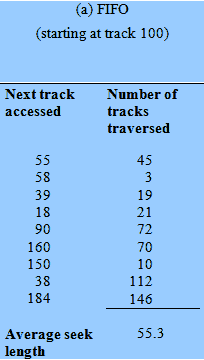 (a) FIFO
(starting at track 100)
Next track accessed Number of tracks traversed
55 45
58 3
39 19
18 21
90 72
160 70
150 10
38 112
184 146
Average seek length 55.3